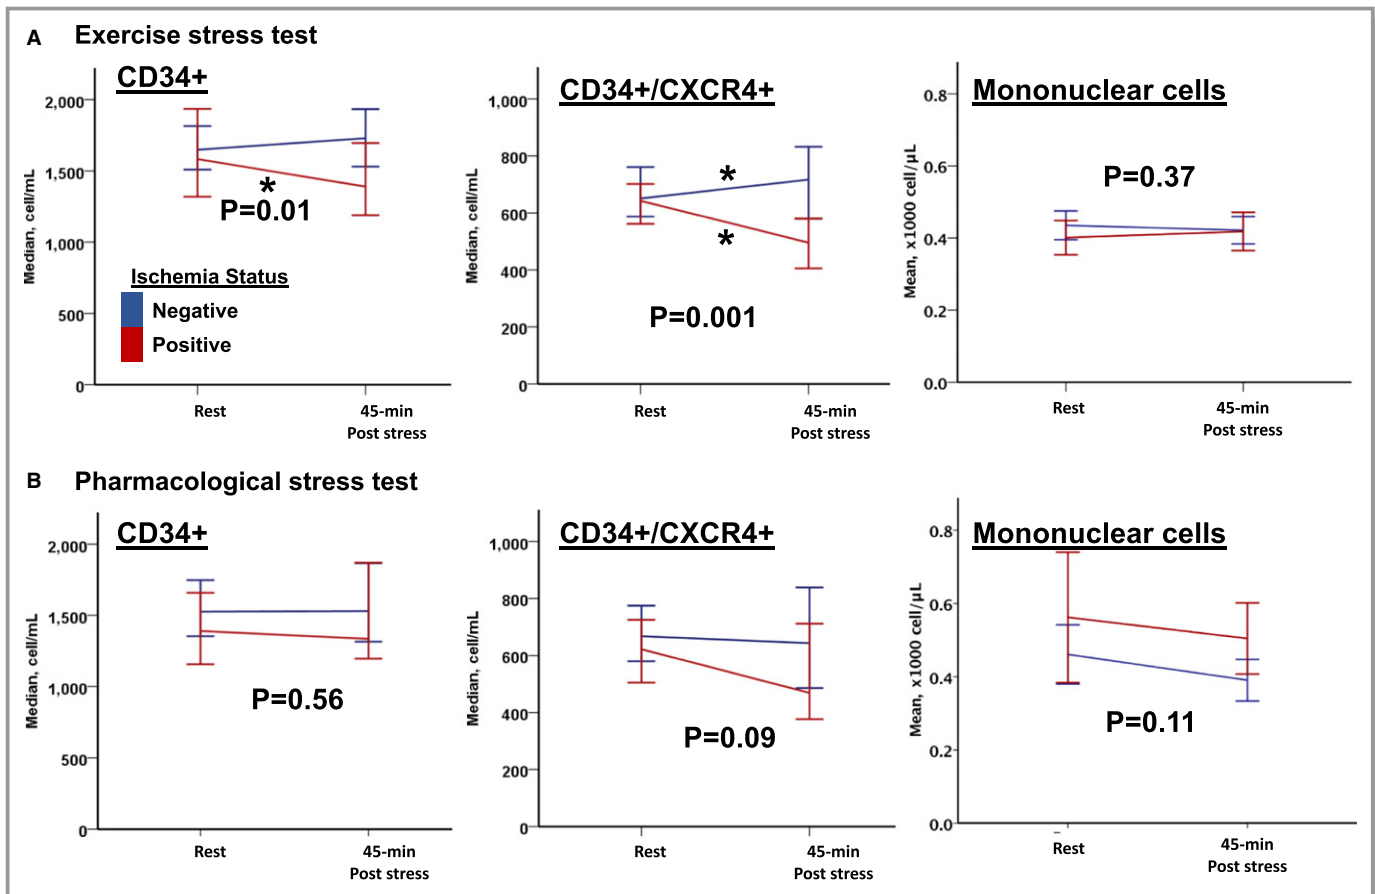 A Exercise stress test
CD34+
2,000
1,500
1,000
500
0
Median, cell/mL
*
P=0.01
Ischemia Status
Negative
Positive
Rest
45-min
Post stress
CD34+/CXCR4+
1,000
800
600
400
200
0
Median, cell/mL
*
*
P=0.001
Rest
45-min
Post stress
Mononuclear cells
0.8
0.6
0.4
0.2
0.0
Mean, x1000 cell/µL
P=0.37
Rest
45-min
Post stress
B Pharmacological stress test
CD34+
2,000
1,500
1,000
500
0
Median, cell/mL
P=0.56
Rest
45-min
Post stress
CD34+/CXCR4+
1,000
800
600
400
200
0
Median, cell/mL
P=0.09
Rest
45-min
Post stress
Mononuclear cells
0.8
0.6
0.4
0.2
0.0
Mean, x1000 cell/µL
P=0.11
Rest
45-min
Post stress